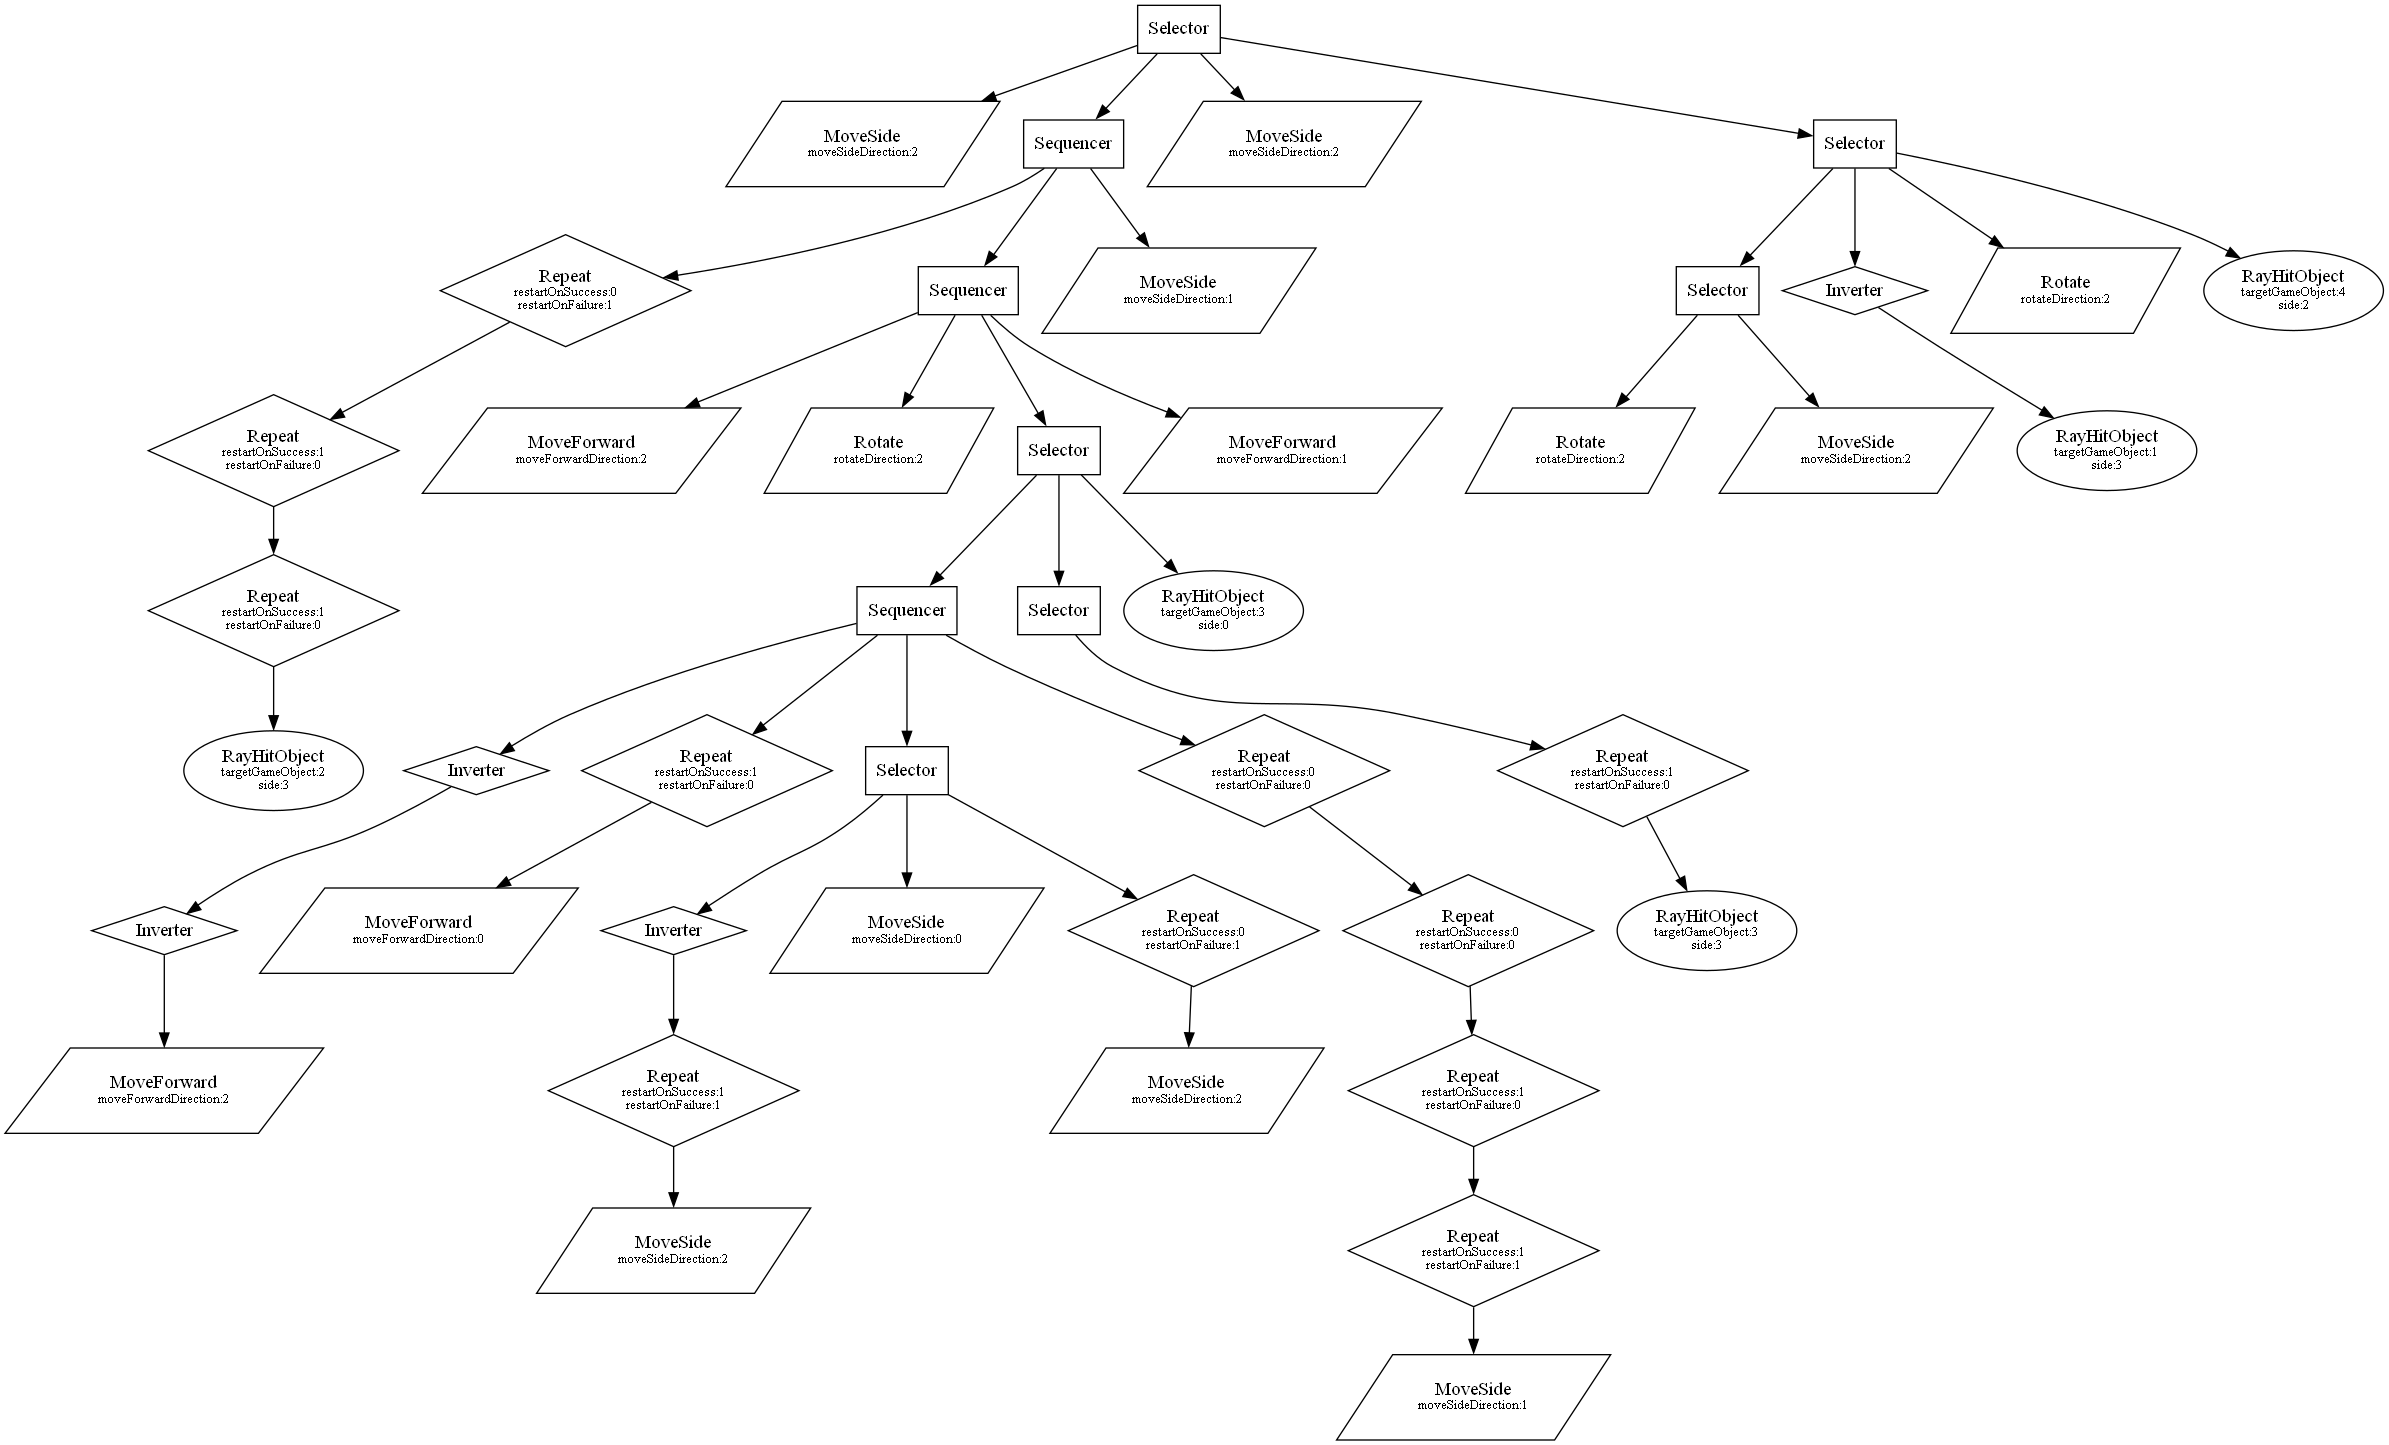 Selector
MoveSide
moveSideDirection:2
Sequencer
MoveSide
moveSideDirection:2
Selector
Repeat
restartOnSuccess:0
restartOnFailure:1
Sequencer
MoveSide
moveSideDirection:1
Selector
Inverter
Rotate
rotateDirection:2
RayHitObject
targetGameObject:4
side:2
Repeat
restartOnSuccess:1
restartOnFailure:0
MoveForward
moveForwardDirection:2
Rotate
rotateDirection:2
Selector
MoveForward
moveForwardDirection:1
Rotate
rotateDirection:2
MoveSide
moveSideDirection:2
RayHitObject
targetGameObject:1
side:3
Repeat
restartOnSuccess:1
restartOnFailure:0
Sequencer
Selector
RayHitObject
targetGameObject:3
side:0
RayHitObject
targetGameObject:2
side:3
Inverter
Repeat
restartOnSuccess:1
restartOnFailure:0
Selector
Repeat
restartOnSuccess:0
restartOnFailure:0
Repeat
restartOnSuccess:1
restartOnFailure:0
Inverter
MoveForward
moveForwardDirection:0
Inverter
MoveSide
moveSideDirection:0
Repeat
restartOnSuccess:0
restartOnFailure:1
Repeat
restartOnSuccess:0
restartOnFailure:0
RayHitObject
targetGameObject:3
side:3
MoveForward
moveForwardDirection:2
Repeat
restartOnSuccess:1
restartOnFailure:1
MoveSide
moveSideDirection:2
Repeat
restartOnSuccess:1
restartOnFailure:0
MoveSide
moveSideDirection:2
Repeat
restartOnSuccess:1
restartOnFailure:1
MoveSide
moveSideDirection:1